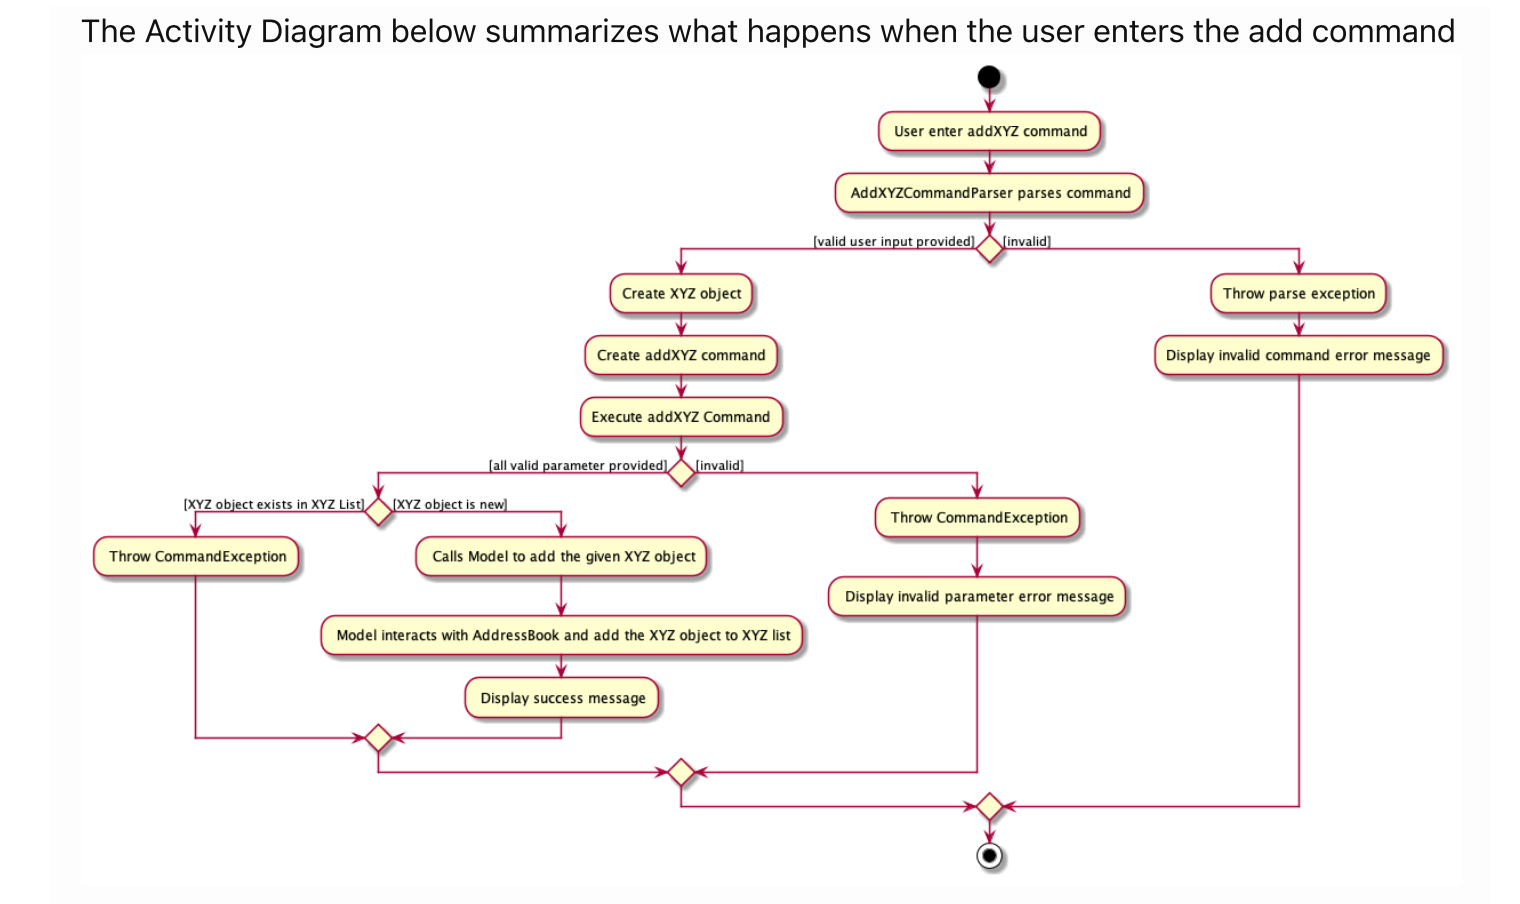 The Activity Diagram below summarizes what happens when the user enters the add command
User enter addXYZ command
AddXYZCommandParser parses command
[valid user input provided]
[invalid]
Create XYZ object
Throw parse exception
Create addXYZ command
Display invalid command error message
Execute addXYZ Command
[all valid parameter provided]
[invalid]
[XYZ object exists in XYZ List]
[XYZ object is new]
Throw CommandException
Throw CommandException
Calls Model to add the given XYZ object
Display invalid parameter error message
Model interacts with AddressBook and add the XYZ object to XYZ list
Display success message